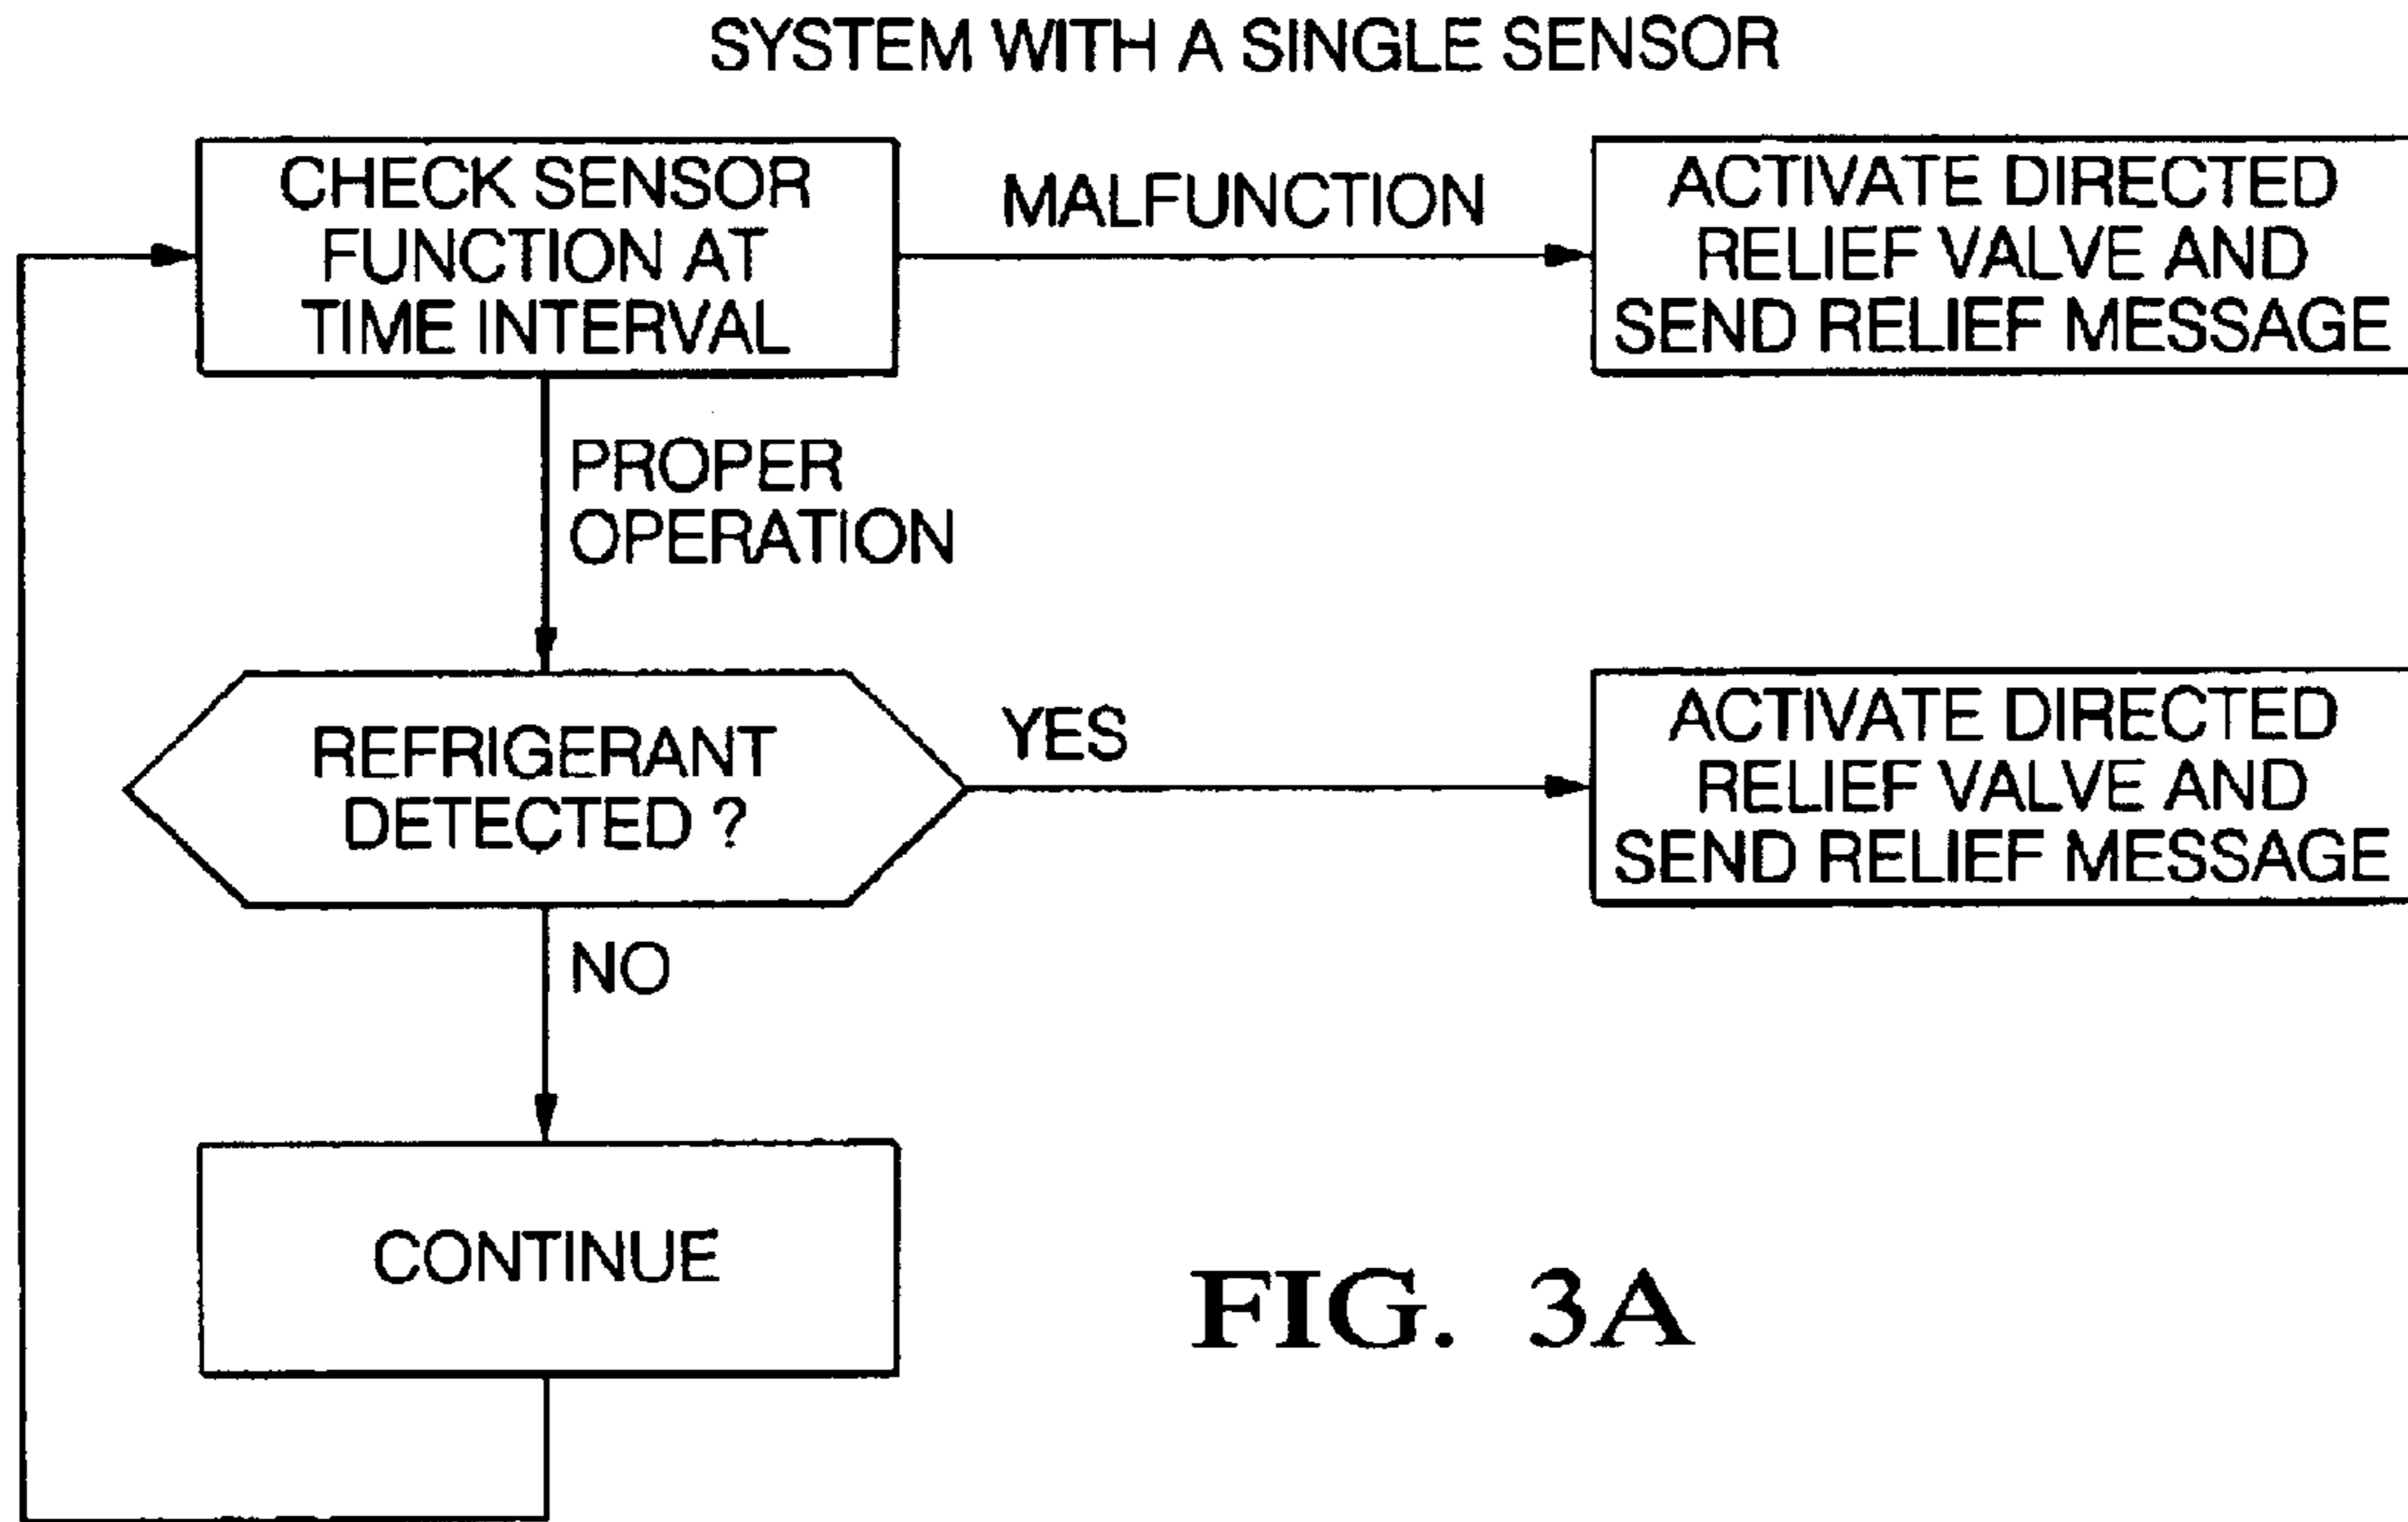 SYSTEM WITH A SINGLE SENSOR
CHECK SENSOR
FUNCTION AT
TIME INTERVAL
MALFUNCTION
ACTIVATE DIRECTED
RELIEF VALVE AND
SEND RELIEF MESSAGE
PROPER
OPERATION
REFRIGERANT
DETECTED ?
YES
ACTIVATE DIRECTED
RELIEF VALVE AND
SEND RELIEF MESSAGE
NO
CONTINUE
FIG. 3A